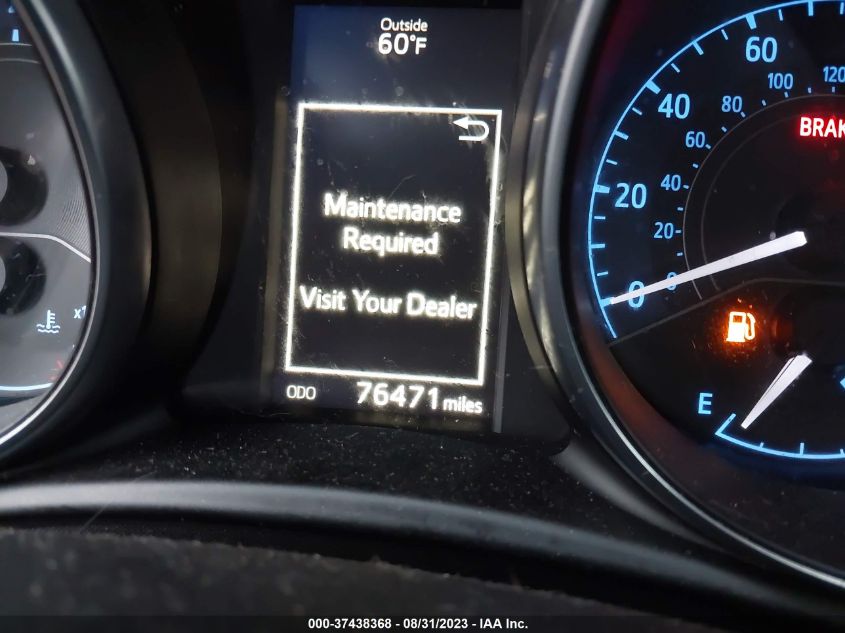 Outside
60°F
Maintenance
Required
Visit Your Dealer
ODO 76471 miles
0
20
40
60
0
20
40
60
80
100
120
BRAK
E
x1
000-37438368 - 08/31/2023 - IAA Inc.